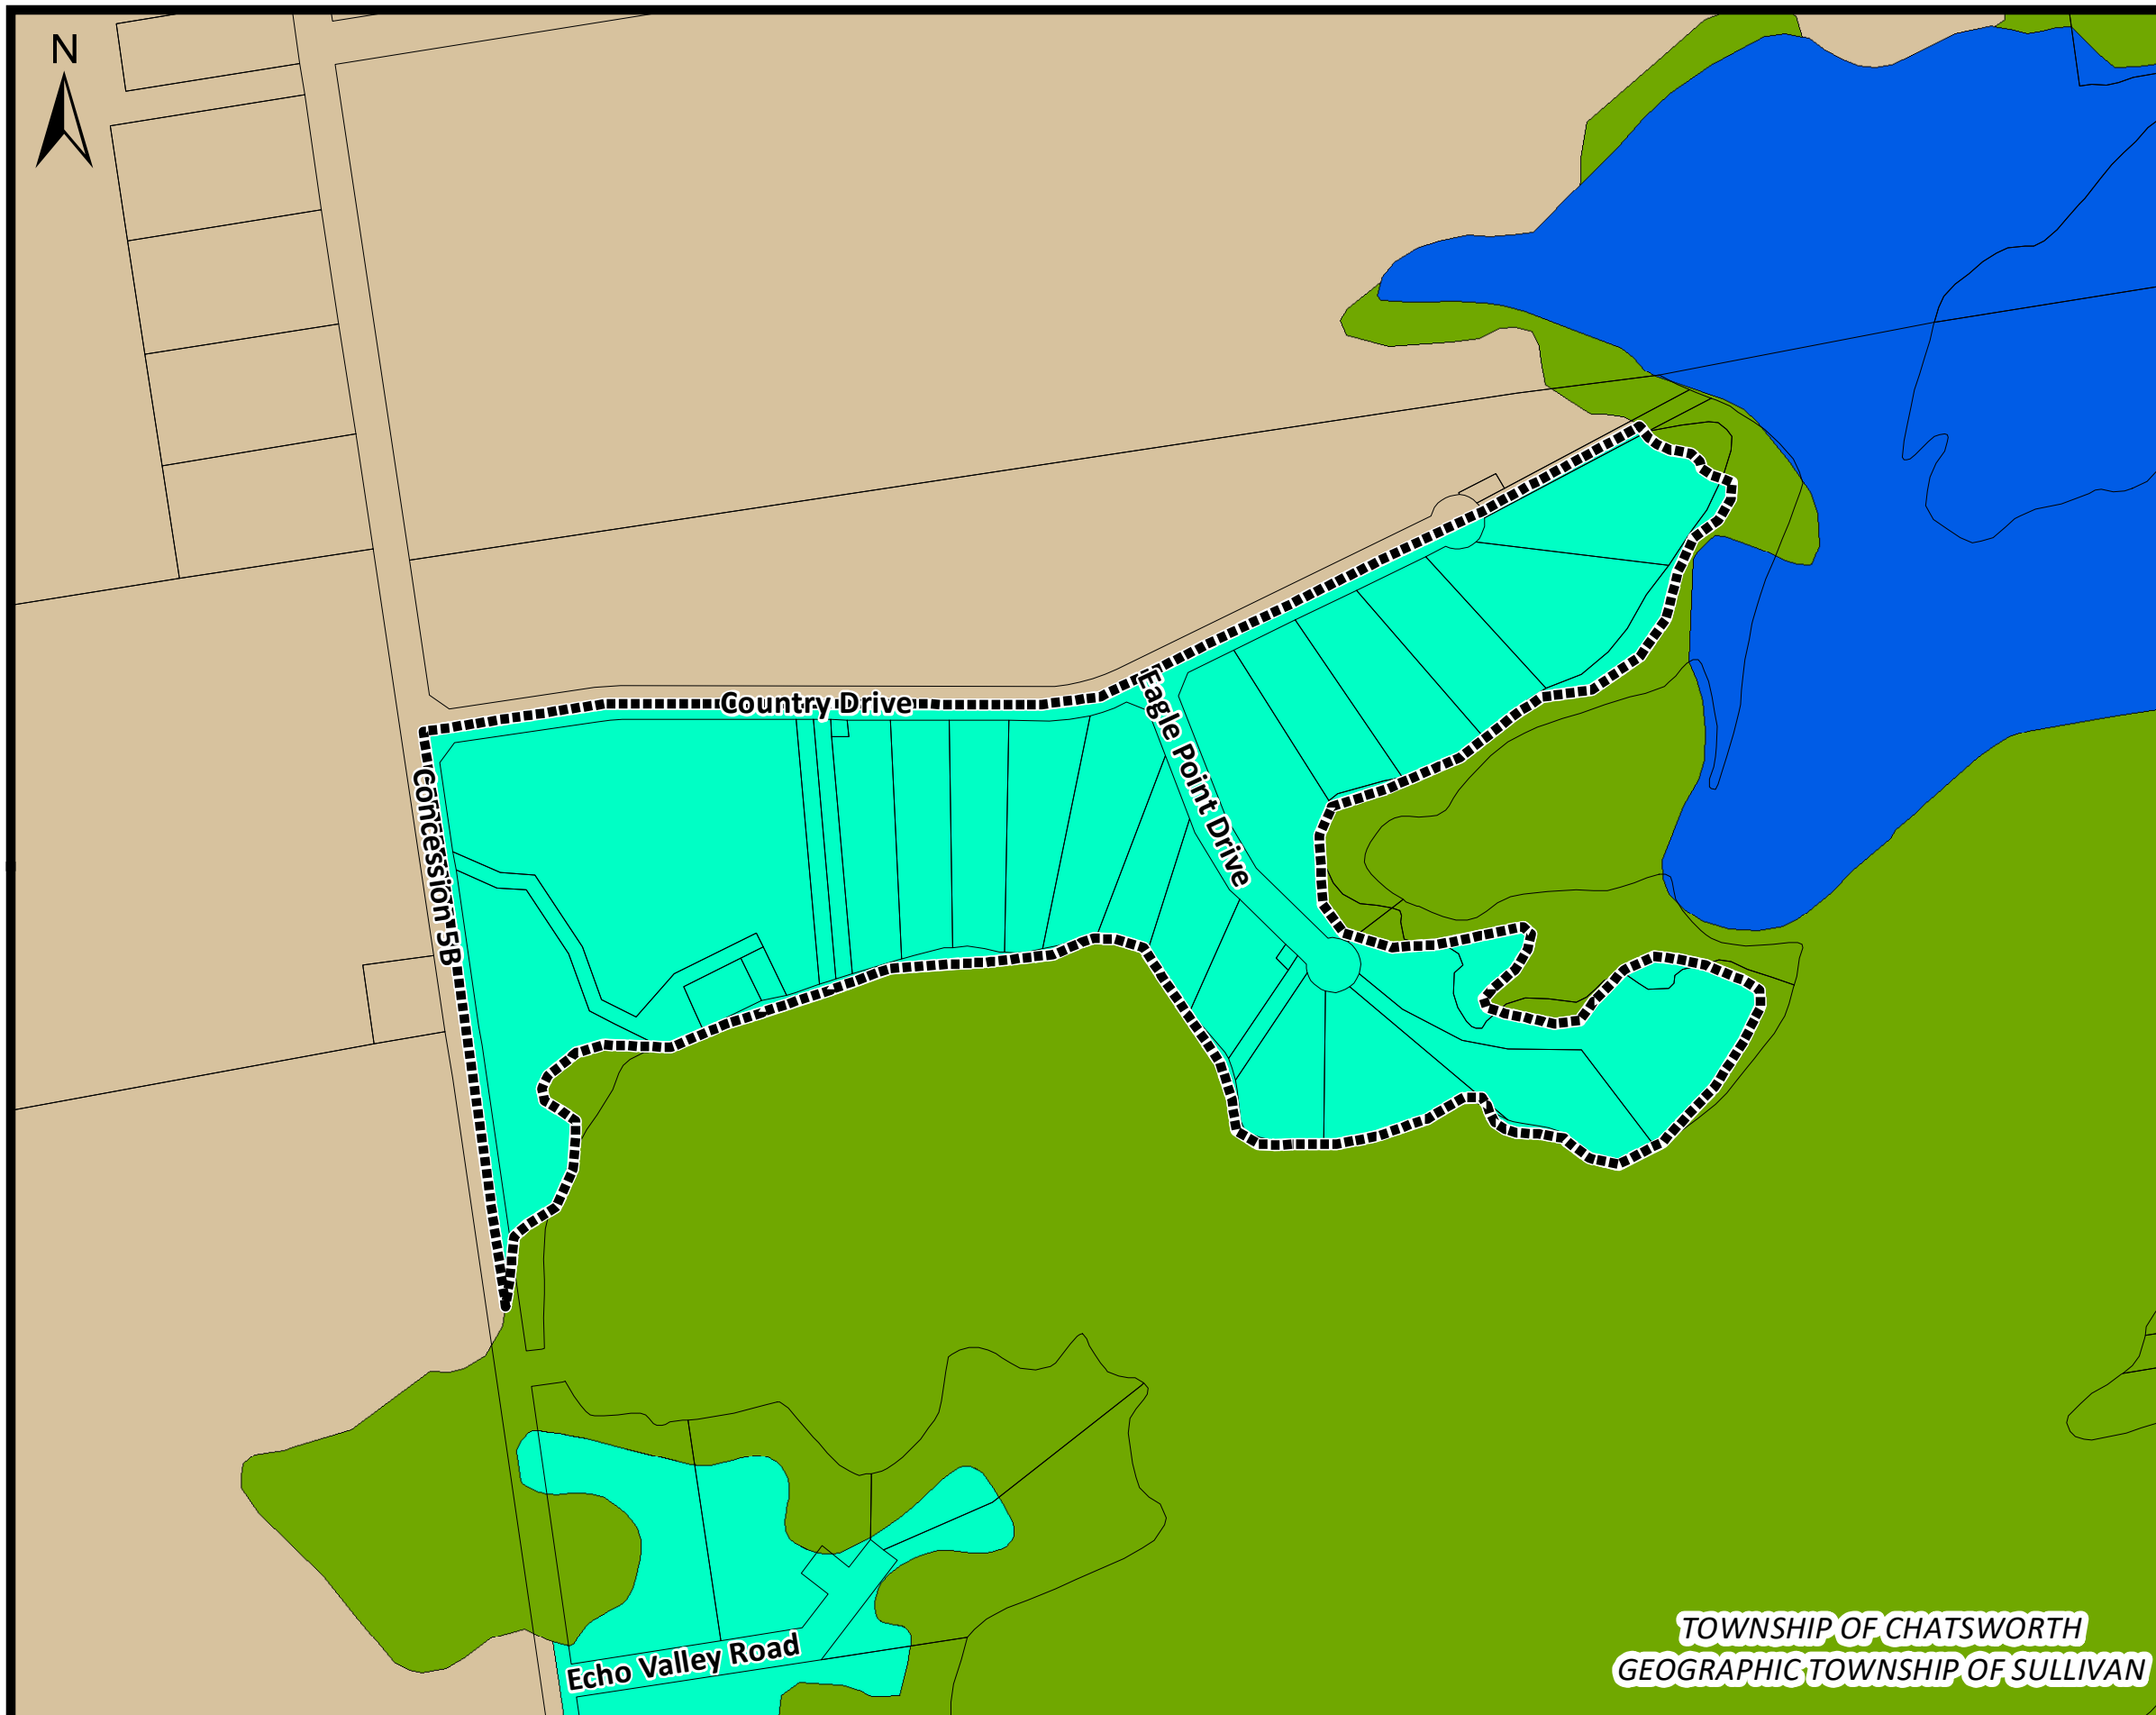 N
Country Drive
Eagle Point Drive
Concession 5B
Echo Valley Road
TOWNSHIP OF CHATSWORTH
GEOGRAPHIC TOWNSHIP OF SULLIVAN